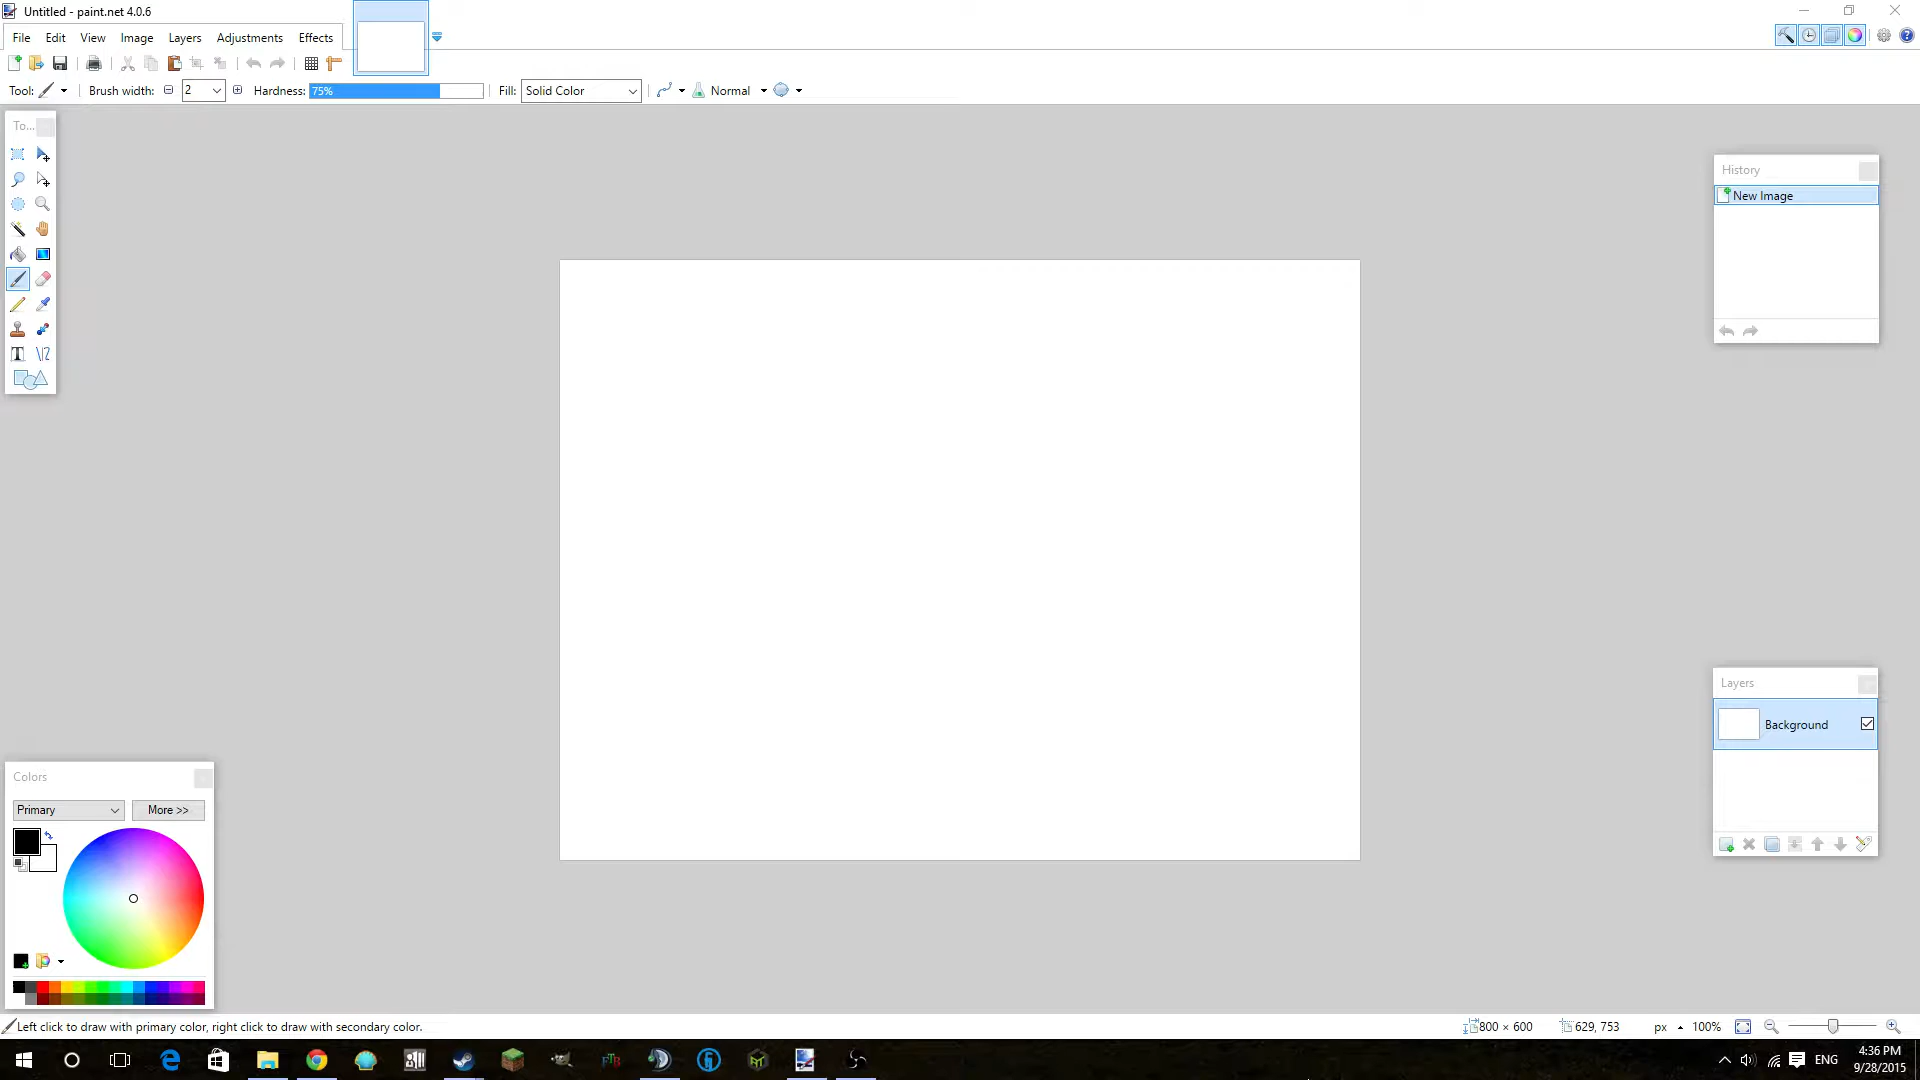 Untitled - paint.net 4.0.6
File Edit View Image Layers Adjustments Effects
Tool: Brush width: 2 Hardness: 75% Fill: Solid Color Normal
To...
History
New Image
Layers
Background
Colors
Primary More >>
Left click to draw with primary color, right click to draw with secondary color.
800 × 600 629, 753 px 100%
FTB
ENG
4:36 PM
9/28/2015